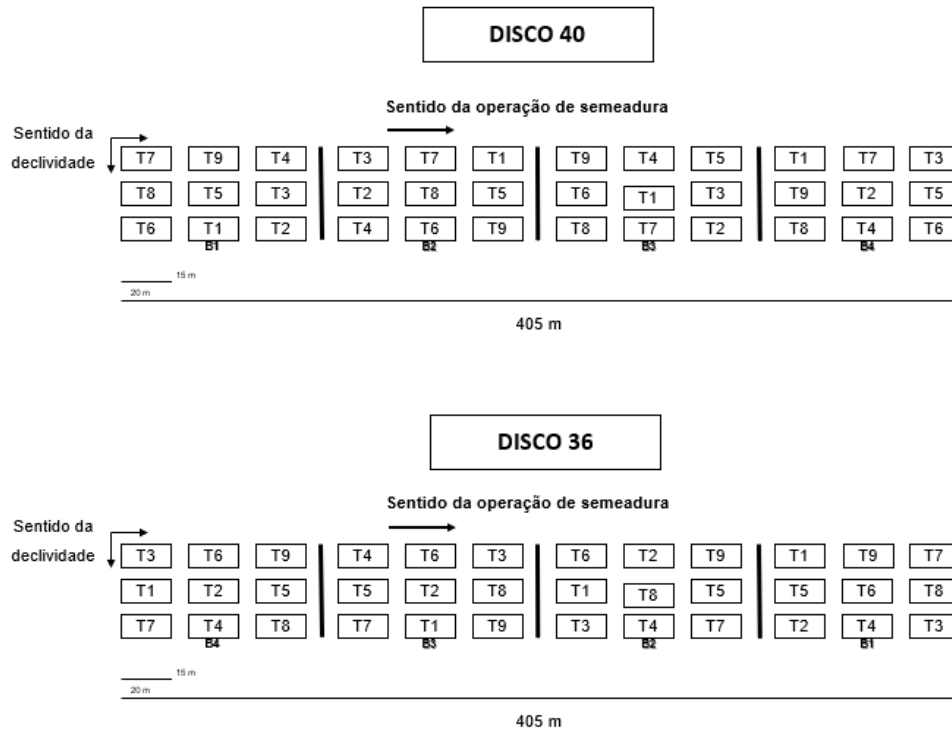 DISCO 40
Sentido da operação de semeadura
Sentido da
declividade
T7 T9 T4 T3 T7 T1 T9 T4 T5 T1 T7 T3
T8 T5 T3 T2 T8 T5 T6 T1 T3 T9 T2 T5
T6 T1 T2 T4 T6 T9 T8 T7 T2 T8 T4 T6
B1 B2 B3 B4
15 m
20 m
405 m
DISCO 36
Sentido da operação de semeadura
Sentido da
declividade
T3 T6 T9 T4 T6 T3 T6 T2 T9 T1 T9 T7
T1 T2 T5 T5 T2 T8 T1 T8 T5 T5 T6 T8
T7 T4 T8 T7 T1 T9 T3 T4 T7 T2 T4 T3
B4 B3 B2 B1
15 m
20 m
405 m